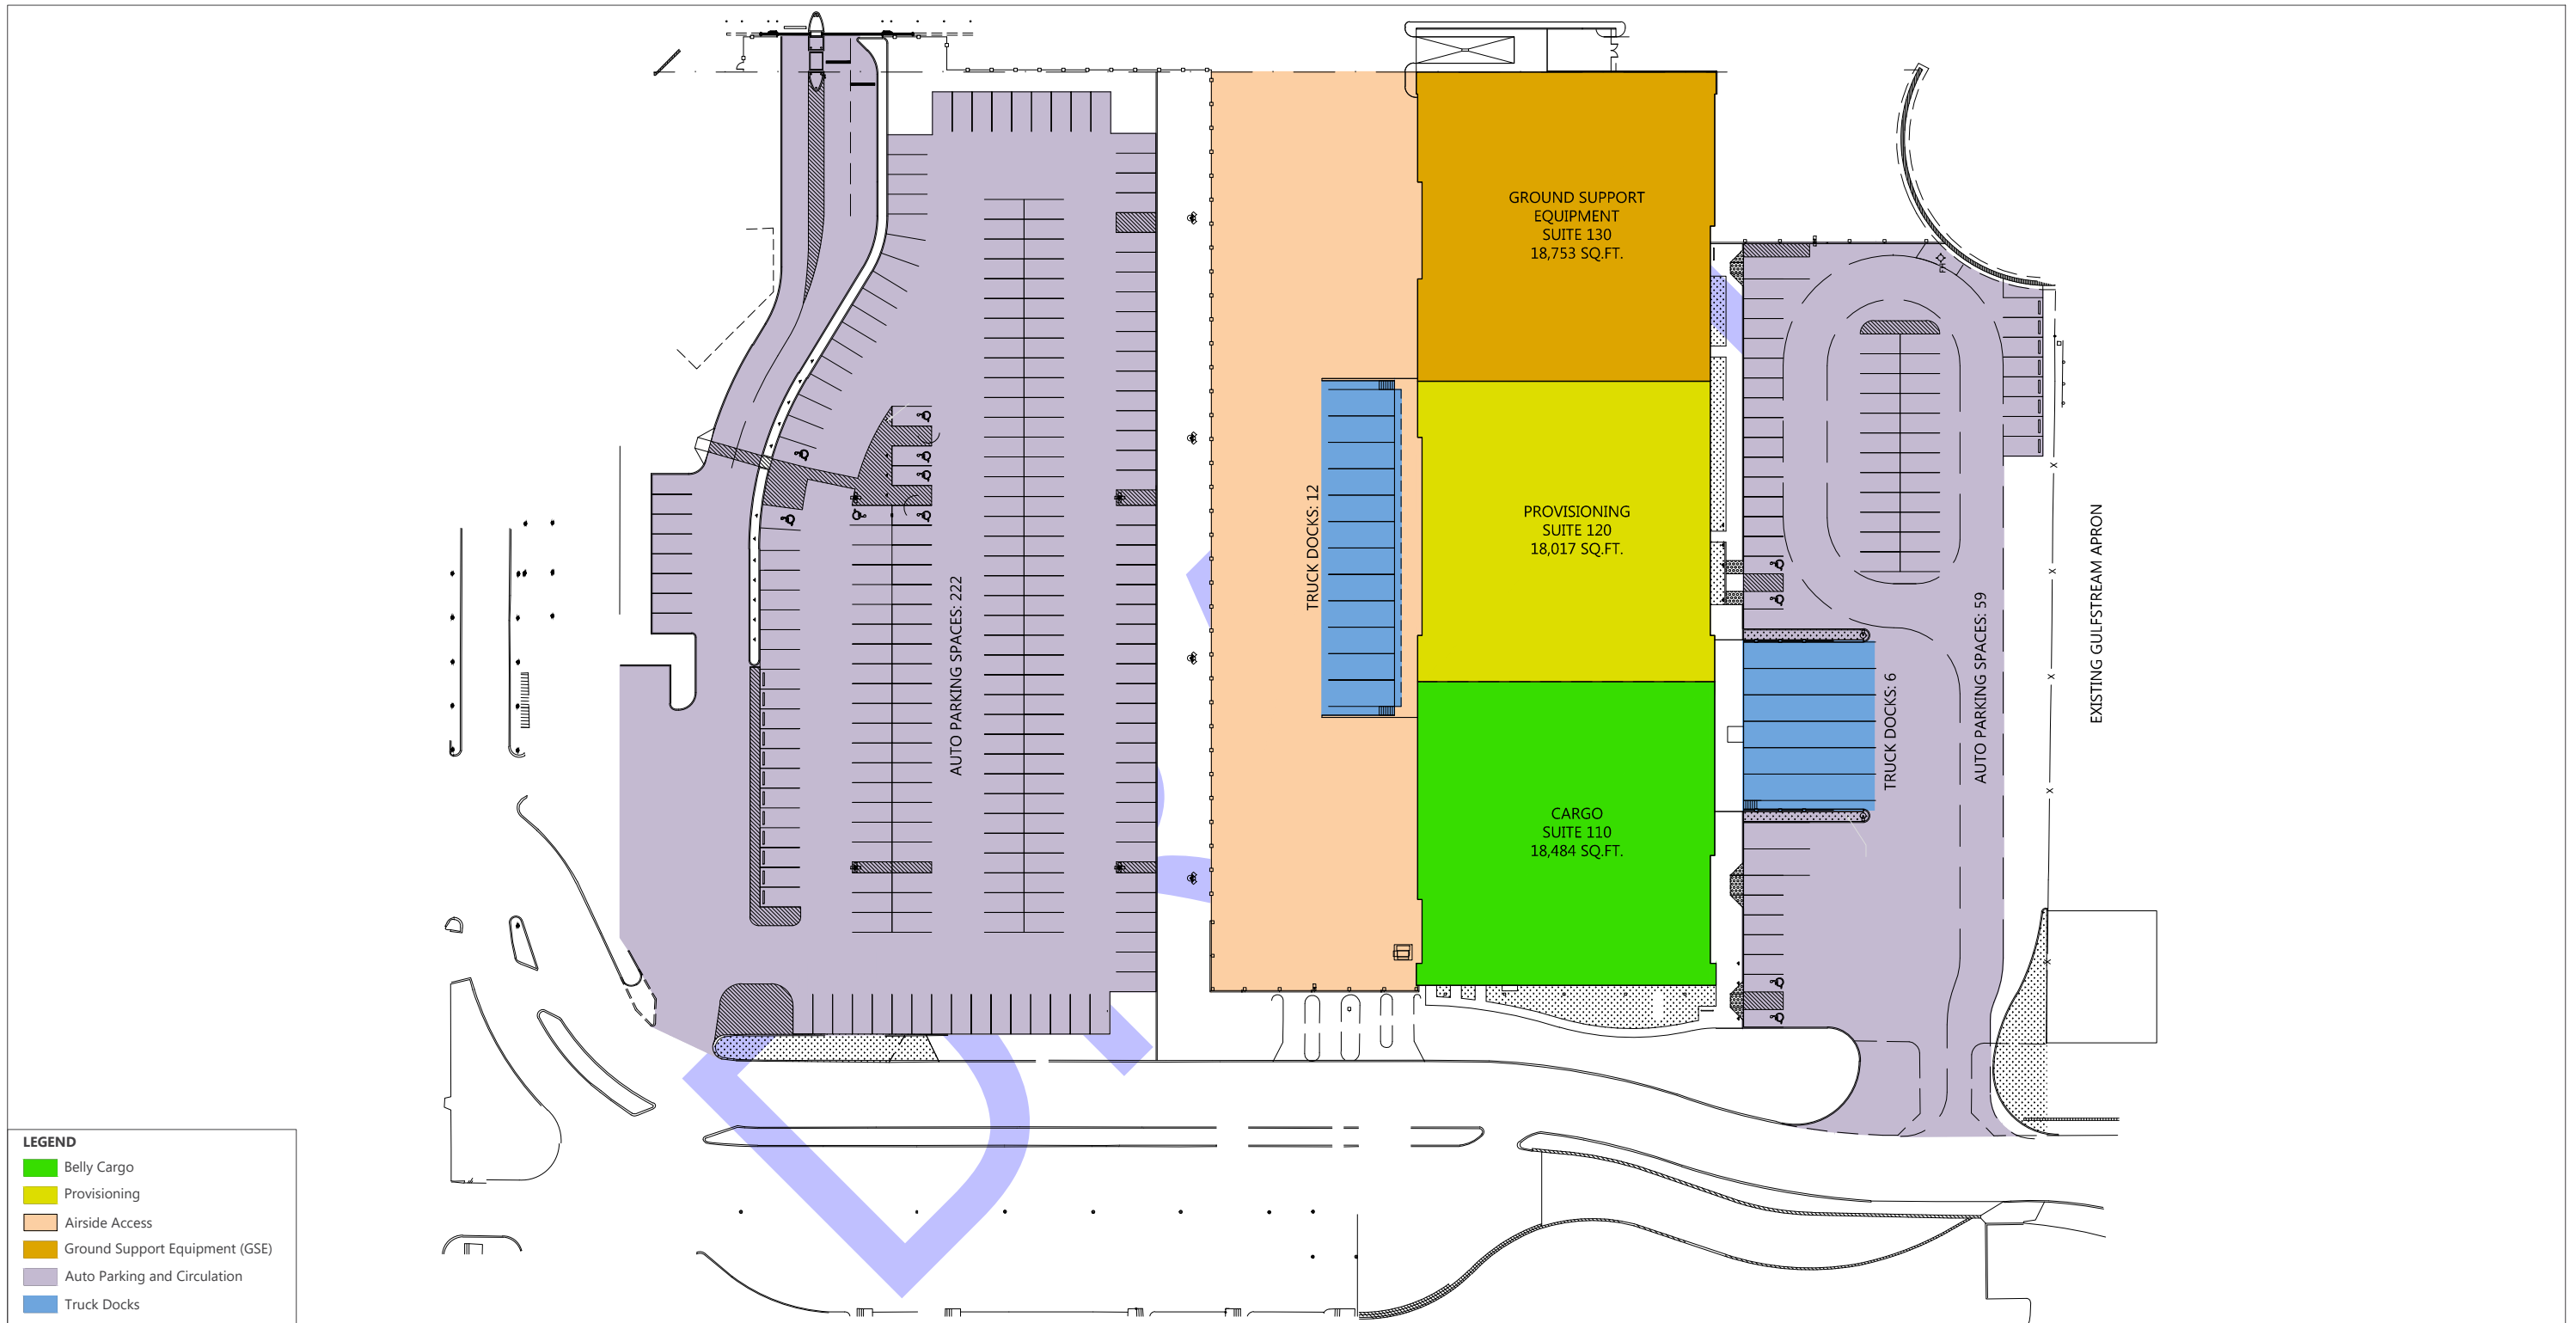 GROUND SUPPORT
EQUIPMENT
SUITE 130
18,753 SQ.FT.
PROVISIONING
SUITE 120
18,017 SQ.FT.
CARGO
SUITE 110
18,484 SQ.FT.
AUTO PARKING SPACES: 222
TRUCK DOCKS: 12
TRUCK DOCKS: 6
AUTO PARKING SPACES: 59
EXISTING GULFSTREAM APRON
FH
X
X
X
X
X
LEGEND
Belly Cargo
Provisioning
Airside Access
Ground Support Equipment (GSE)
Auto Parking and Circulation
Truck Docks